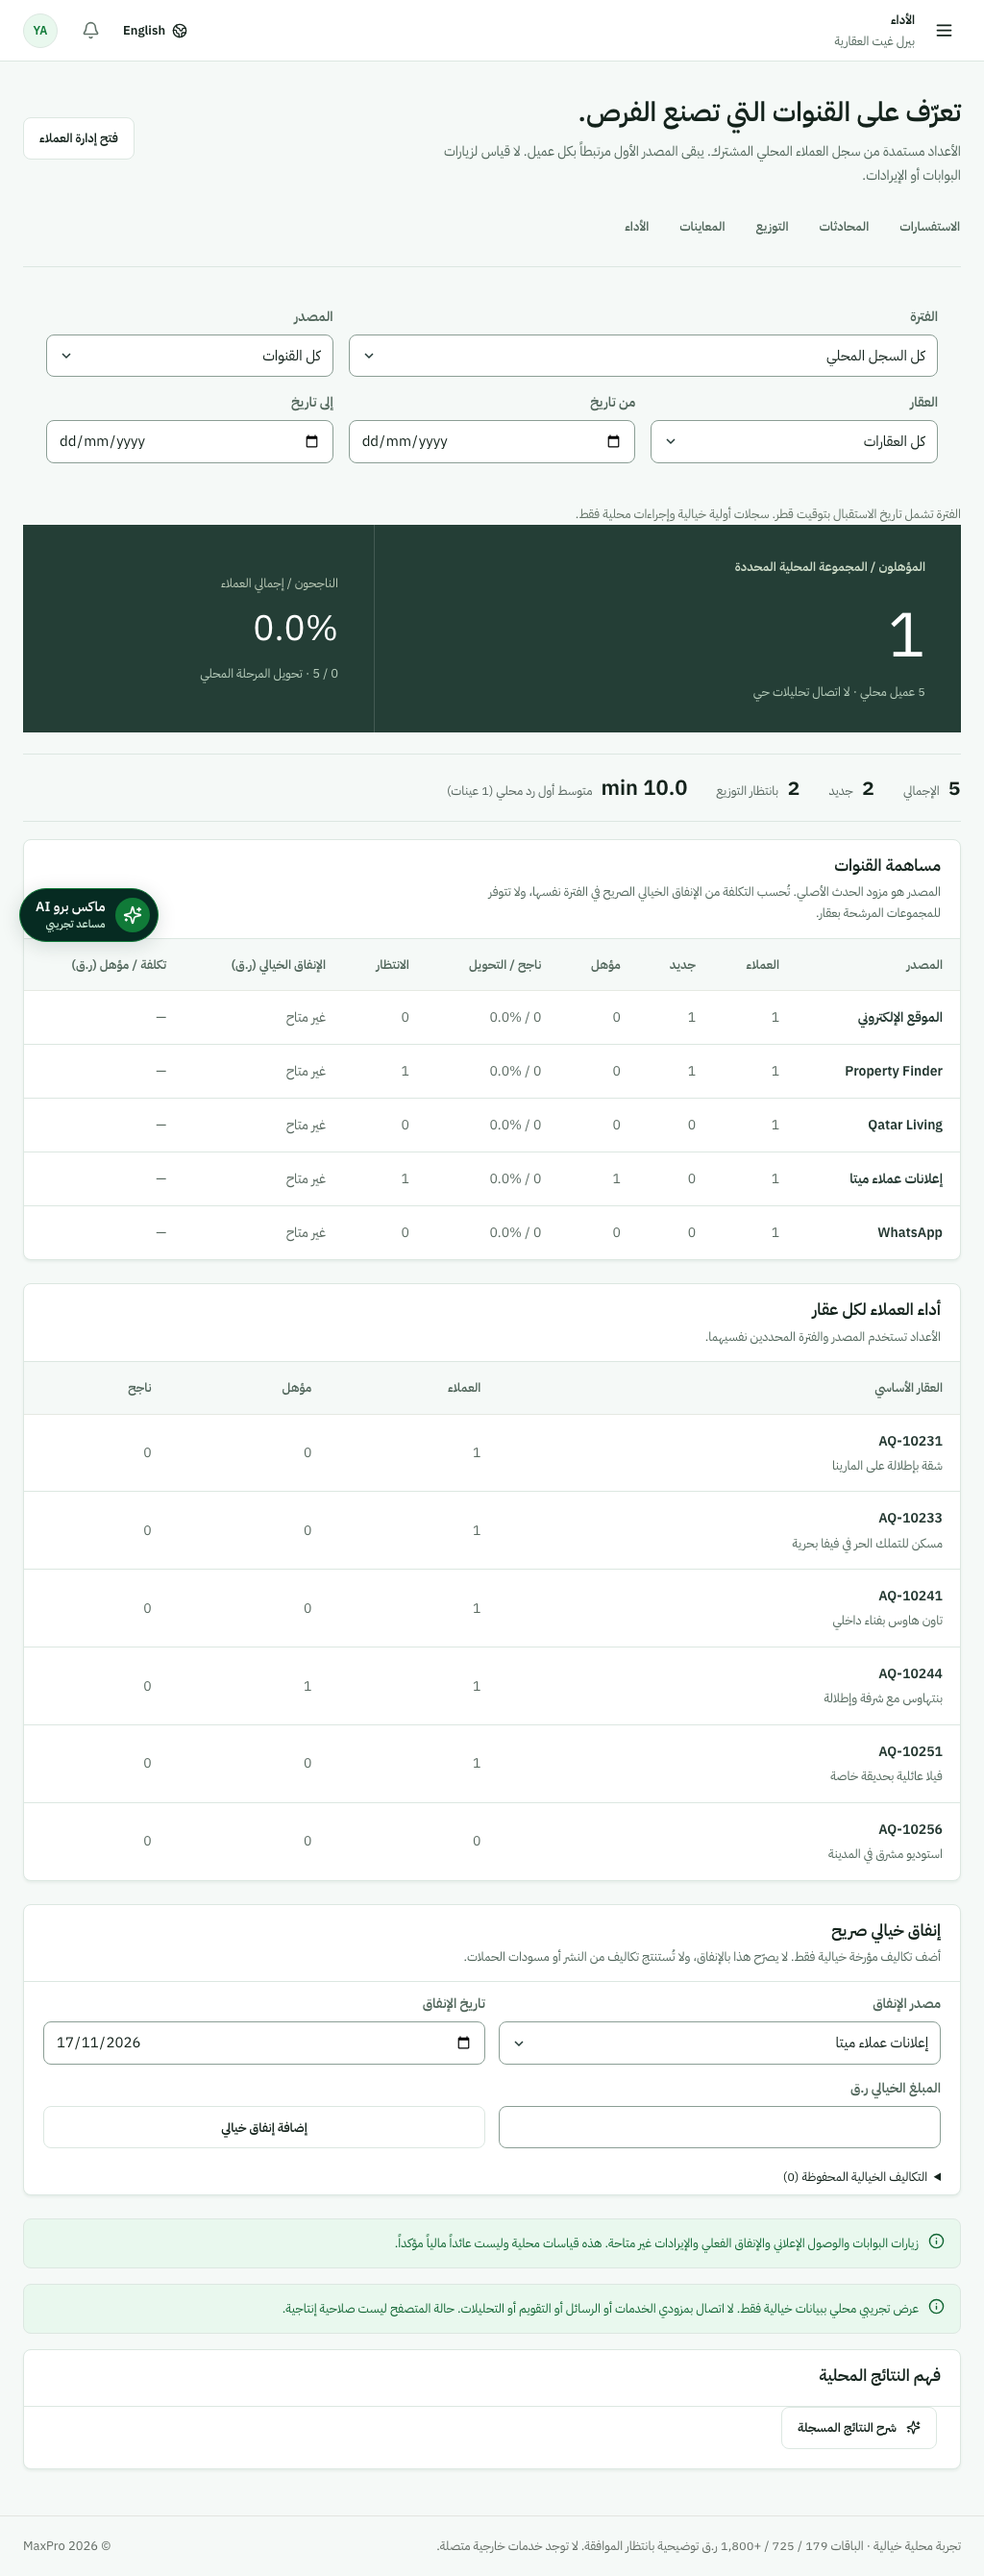 الأداء
بيرل غيت العقارية
English
YA
تعرّف على القنوات التي تصنع الفرص.
الأعداد مستمدة من سجل العملاء المحلي المشترك. يبقى المصدر الأول مرتبطاً بكل عميل. لا قياس لزيارات
البوابات أو الإيرادات.
فتح إدارة العملاء
الاستفسارات المحادثات التوزيع المعاينات الأداء
الفترة المصدر
كل السجل المحلي كل القنوات
العقار من تاريخ إلى تاريخ
كل العقارات dd/mm/yyyy dd/mm/yyyy
الفترة تشمل تاريخ الاستقبال بتوقيت قطر. سجلات أولية خيالية وإجراءات محلية فقط.
المؤهلون / المجموعة المحلية المحددة
1
5 عميل محلي · لا اتصال تحليلات حي
الناجحون / إجمالي العملاء
0.0%
0 / 5 · تحويل المرحلة المحلي
5 الإجمالي 2 جديد 2 بانتظار التوزيع 10.0 min متوسط أول رد محلي (1 عينات)
مساهمة القنوات
المصدر هو مزود الحدث الأصلي. تُحسب التكلفة من الإنفاق الخيالي الصريح في الفترة نفسها، ولا تتوفر
للمجموعات المرشحة بعقار.
ماكس برو AI
مساعد تجريبي
المصدر العملاء جديد مؤهل ناجح / التحويل الانتظار الإنفاق الخيالي (ر.ق) تكلفة / مؤهل (ر.ق)
الموقع الإلكتروني 1 1 0 0 / 0.0% 0 غير متاح —
Property Finder 1 1 0 0 / 0.0% 1 غير متاح —
Qatar Living 1 0 0 0 / 0.0% 0 غير متاح —
إعلانات عملاء ميتا 1 0 1 0 / 0.0% 1 غير متاح —
WhatsApp 1 0 0 0 / 0.0% 0 غير متاح —
أداء العملاء لكل عقار
الأعداد تستخدم المصدر والفترة المحددين نفسيهما.
العقار الأساسي العملاء مؤهل ناجح
AQ-10231 1 0 0
شقة بإطلالة على المارينا
AQ-10233 1 0 0
مسكن للتملك الحر في فيفا بحرية
AQ-10241 1 0 0
تاون هاوس بفناء داخلي
AQ-10244 1 1 0
بنتهاوس مع شرفة وإطلالة
AQ-10251 1 0 0
فيلا عائلية بحديقة خاصة
AQ-10256 0 0 0
استوديو مشرق في المدينة
إنفاق خيالي صريح
أضف تكاليف مؤرخة خيالية فقط. لا يصرّح هذا بالإنفاق، ولا تُستنتج تكاليف من النشر أو مسودات الحملات.
مصدر الإنفاق تاريخ الإنفاق
إعلانات عملاء ميتا 17/11/2026
المبلغ الخيالي ر.ق
إضافة إنفاق خيالي
التكاليف الخيالية المحفوظة (0)
زيارات البوابات والوصول الإعلاني والإنفاق الفعلي والإيرادات غير متاحة. هذه قياسات محلية وليست عائداً مالياً مؤكداً.
عرض تجريبي محلي ببيانات خيالية فقط. لا اتصال بمزودي الخدمات أو الرسائل أو التقويم أو التحليلات. حالة المتصفح ليست صلاحية إنتاجية.
فهم النتائج المحلية
شرح النتائج المسجلة
تجربة محلية خيالية · الباقات 179 / 725 / +1,800 ر.ق توضيحية بانتظار الموافقة. لا توجد خدمات خارجية متصلة.
© 2026 MaxPro